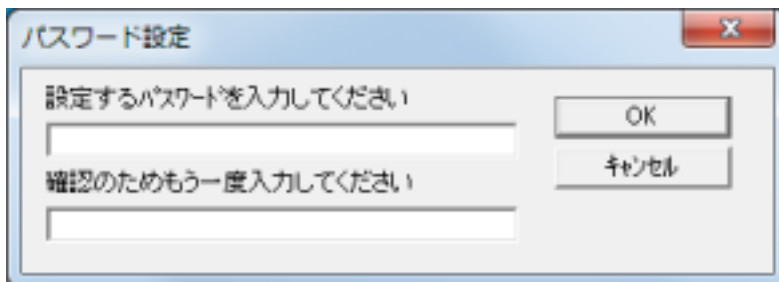 パスワード設定
設定するパスワードを入力してください
OK
確認のためもう一度入力してください
キャンセル